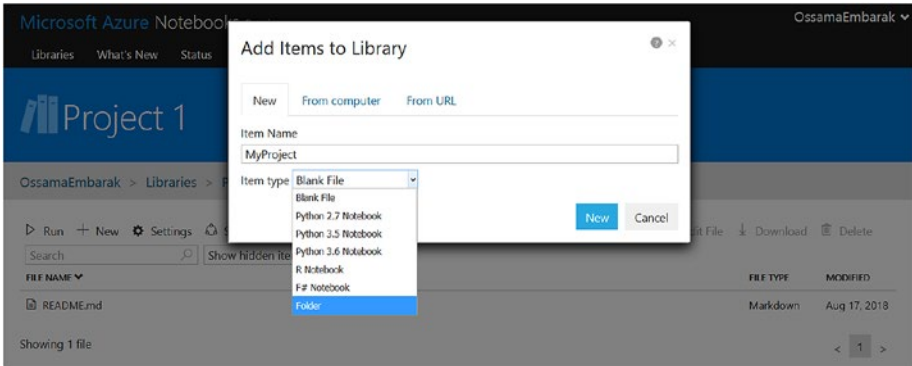 Microsoft Azure Notebook
OssamaEmbarak
Libraries What's New Status
Project 1
OssamaEmbarak > Libraries >
Add Items to Library
New From computer From URL
Item Name
MyProject
Item type Blank File
Blank File
Python 2.7 Notebook
Python 3.5 Notebook
Python 3.6 Notebook
R Notebook
F# Notebook
Folder
New Cancel
Run + New Settings
File Download Delete
Search Show hidden
FILE NAME FILE TYPE MODIFIED
README.md Markdown Aug 17, 2018
Showing 1 file < 1 >